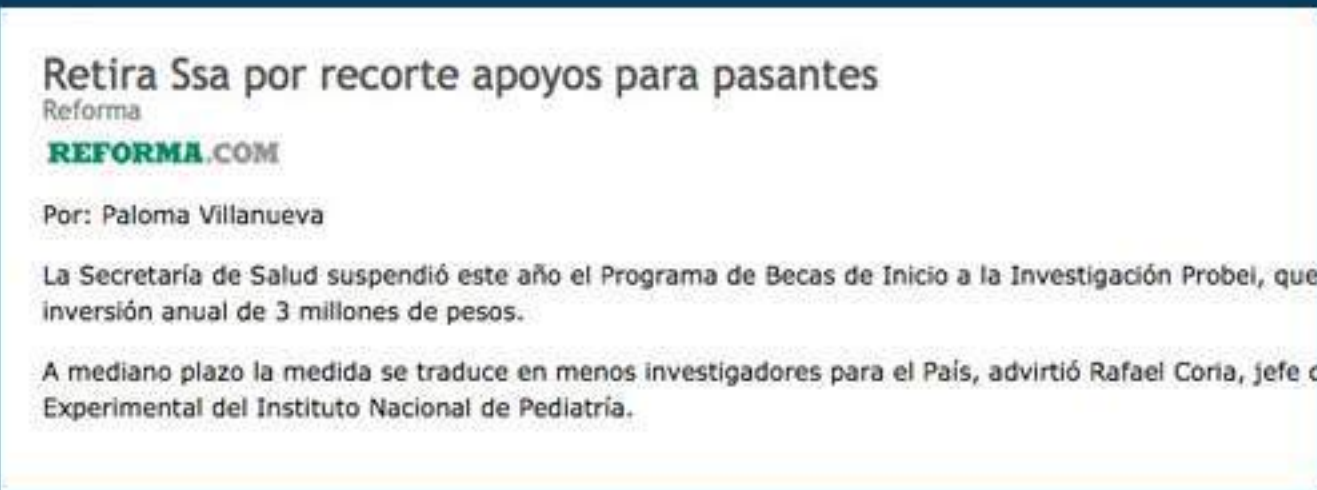 Retira Ssa por recorte apoyos para pasantes
Reforma
REFORMA.COM
Por: Paloma Villanueva
La Secretaría de Salud suspendió este año el Programa de Becas de Inicio a la Investigación Probei, que
inversión anual de 3 millones de pesos.
A mediano plazo la medida se traduce en menos investigadores para el País, advirtió Rafael Coria, jefe
Experimental del Instituto Nacional de Pediatría.